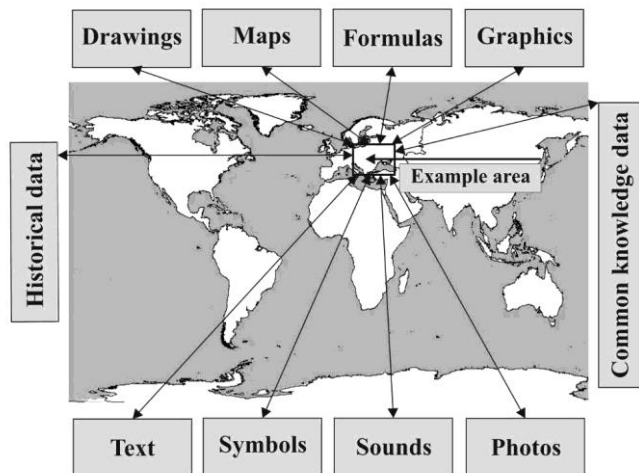 Drawings
Maps
Formulas
Graphics
Historical data
Example area
Common knowledge data
Text
Symbols
Sounds
Photos